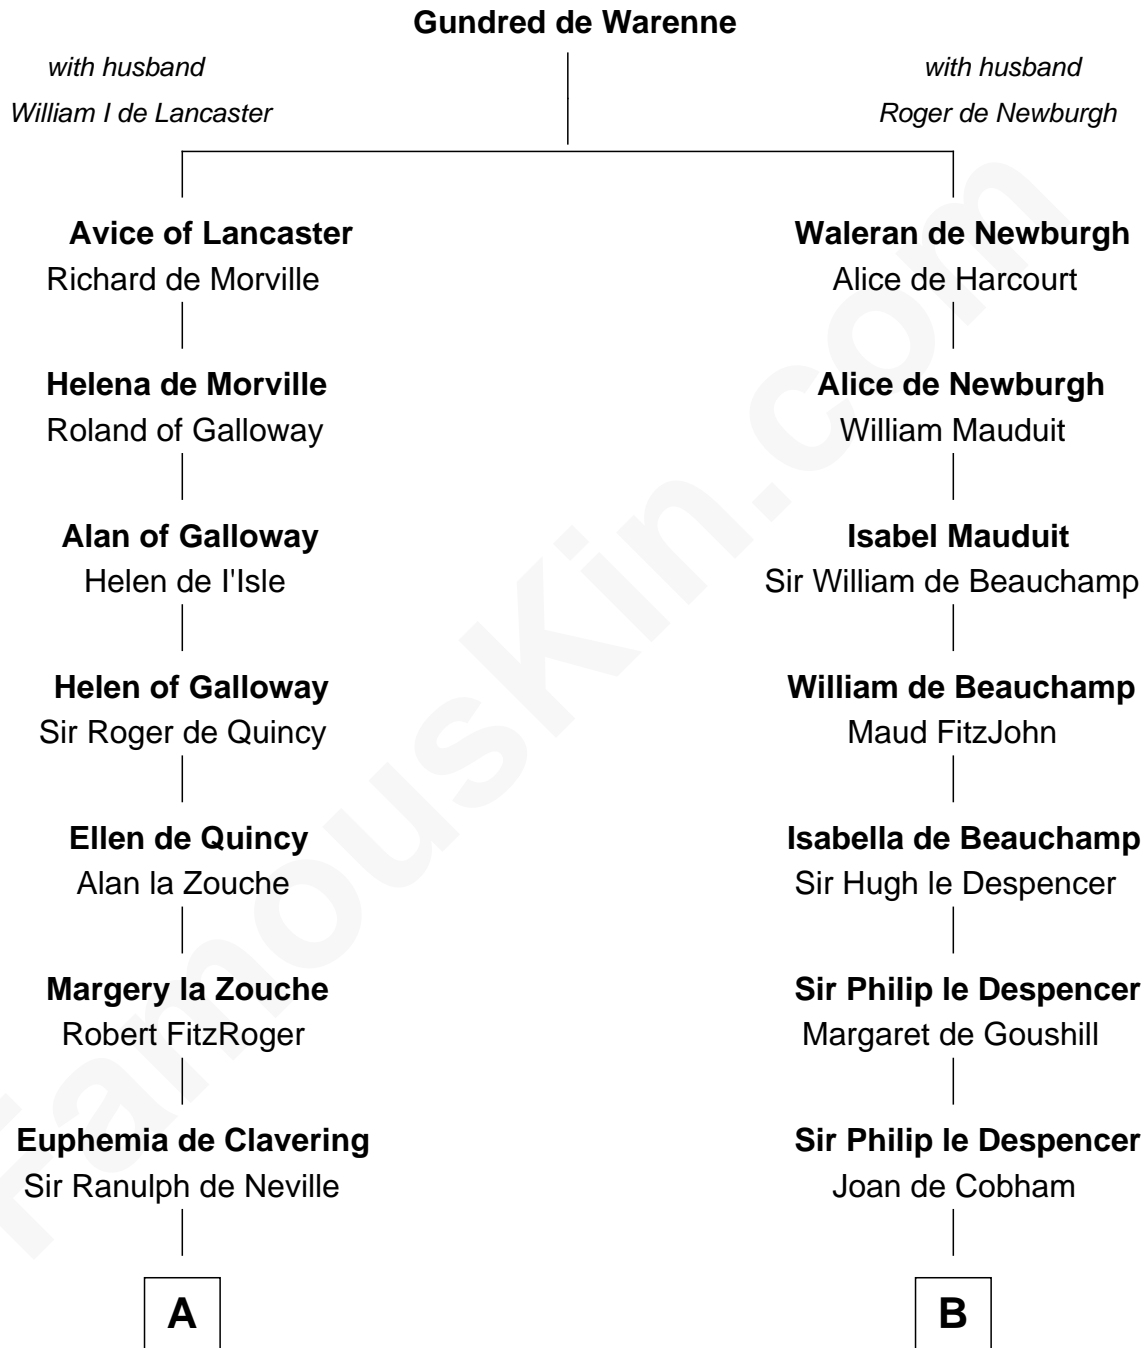 Gundred de Warenne
with husband
William I de Lancaster
with husband
Roger de Newburgh
Avice of Lancaster
Richard de Morville
Waleran de Newburgh
Alice de Harcourt
Helena de Morville
Roland of Galloway
Alice de Newburgh
William Mauduit
Alan of Galloway
Helen de I'Isle
Isabel Mauduit
Sir William de Beauchamp
Helen of Galloway
Sir Roger de Quincy
William de Beauchamp
Maud FitzJohn
Ellen de Quincy
Alan la Zouche
Isabella de Beauchamp
Sir Hugh le Despencer
Margery la Zouche
Robert FitzRoger
Sir Philip le Despencer
Margaret de Goushill
Euphemia de Clavering
Sir Ranulph de Neville
Sir Philip le Despencer
Joan de Cobham
A
B
FamousKin.com